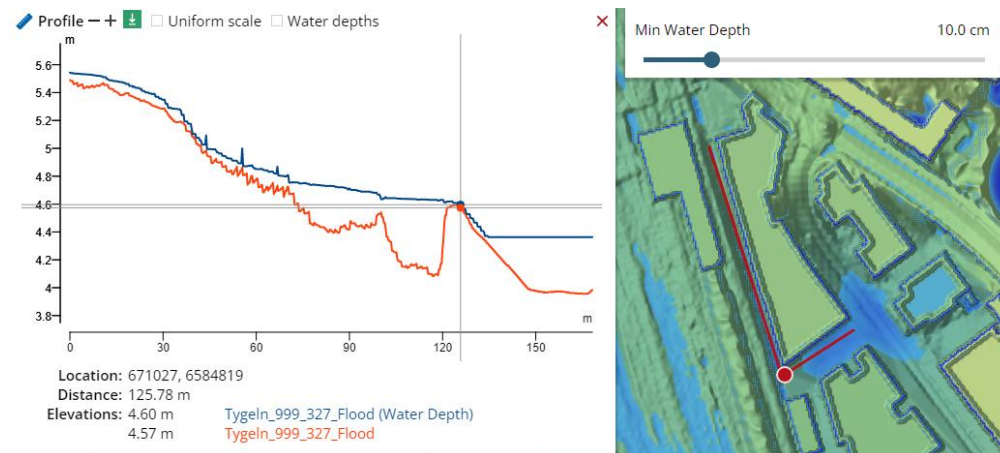 Profile − + Uniform scale Water depths ×
m
5.6
5.4
5.2
5
4.8
4.6
4.4
4.2
4
3.8
m
0 30 60 90 120 150
Location: 671027, 6584819
Distance: 125.78 m
Elevations: 4.60 m Tygeln_999_327_Flood (Water Depth)
4.57 m Tygeln_999_327_Flood
Min Water Depth 10.0 cm